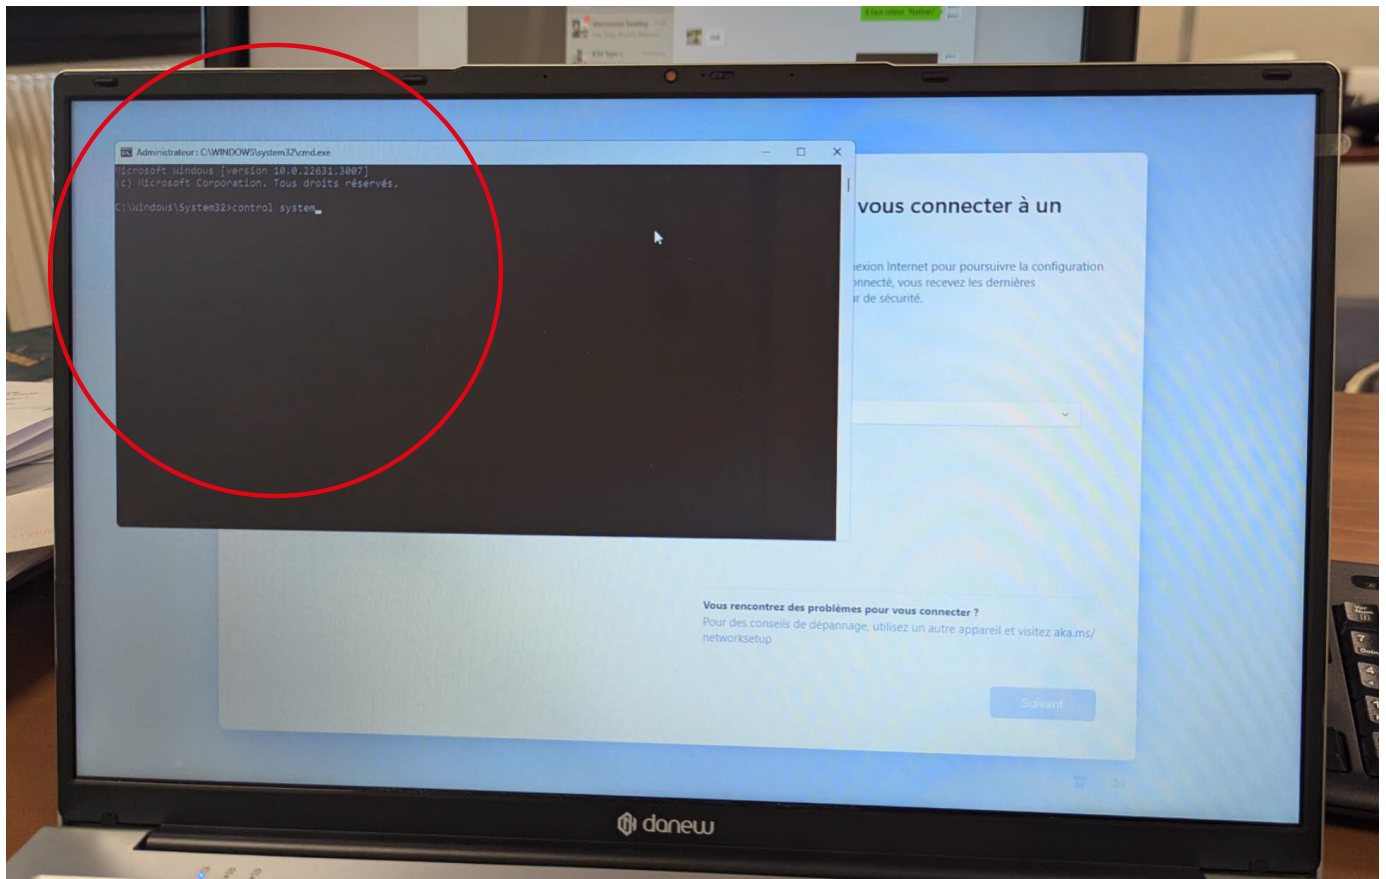 Administrateur : C:\WINDOWS\system32\cmd.exe
Microsoft Windows [version 10.0.22631.3007]
(c) Microsoft Corporation. Tous droits réservés.
C:\Windows\System32>control system
vous connecter à un
exion Internet pour poursuivre la configuration
onnecté, vous recevez les dernières
ur de sécurité.
Vous rencontrez des problèmes pour vous connecter ?
Pour des conseils de dépannage, utilisez un autre appareil et visitez aka.ms/
networksetup
Suivant
danew